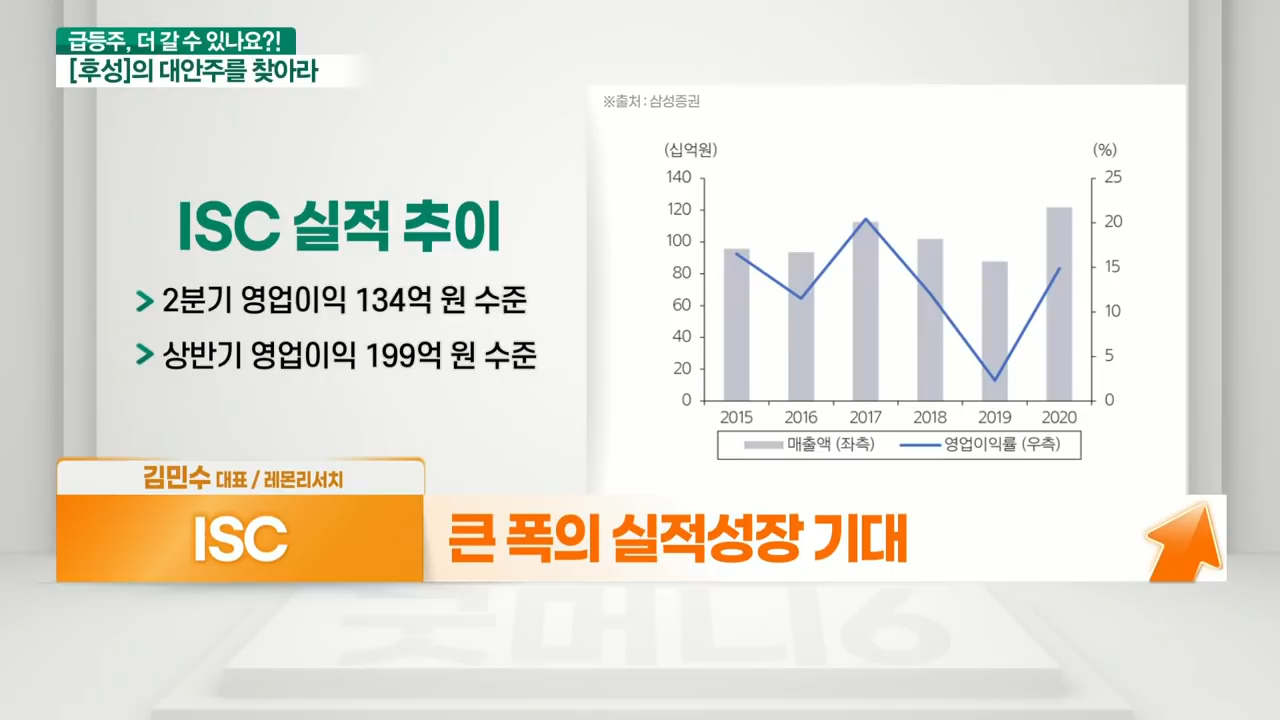 급등주, 더 갈 수 있나요?!
[후성]의 대안주를 찾아라
※출처 : 삼성증권
ISC 실적 추이
> 2분기 영업이익 134억 원 수준
> 상반기 영업이익 199억 원 수준
(십억원)
(%)
140
120
100
80
60
40
20
0
25
20
15
10
5
0
2015 2016 2017 2018 2019 2020
매출액 (좌측) 영업이익률 (우측)
김민수 대표 / 레몬리서치
ISC
큰 폭의 실적성장 기대
굿머니6